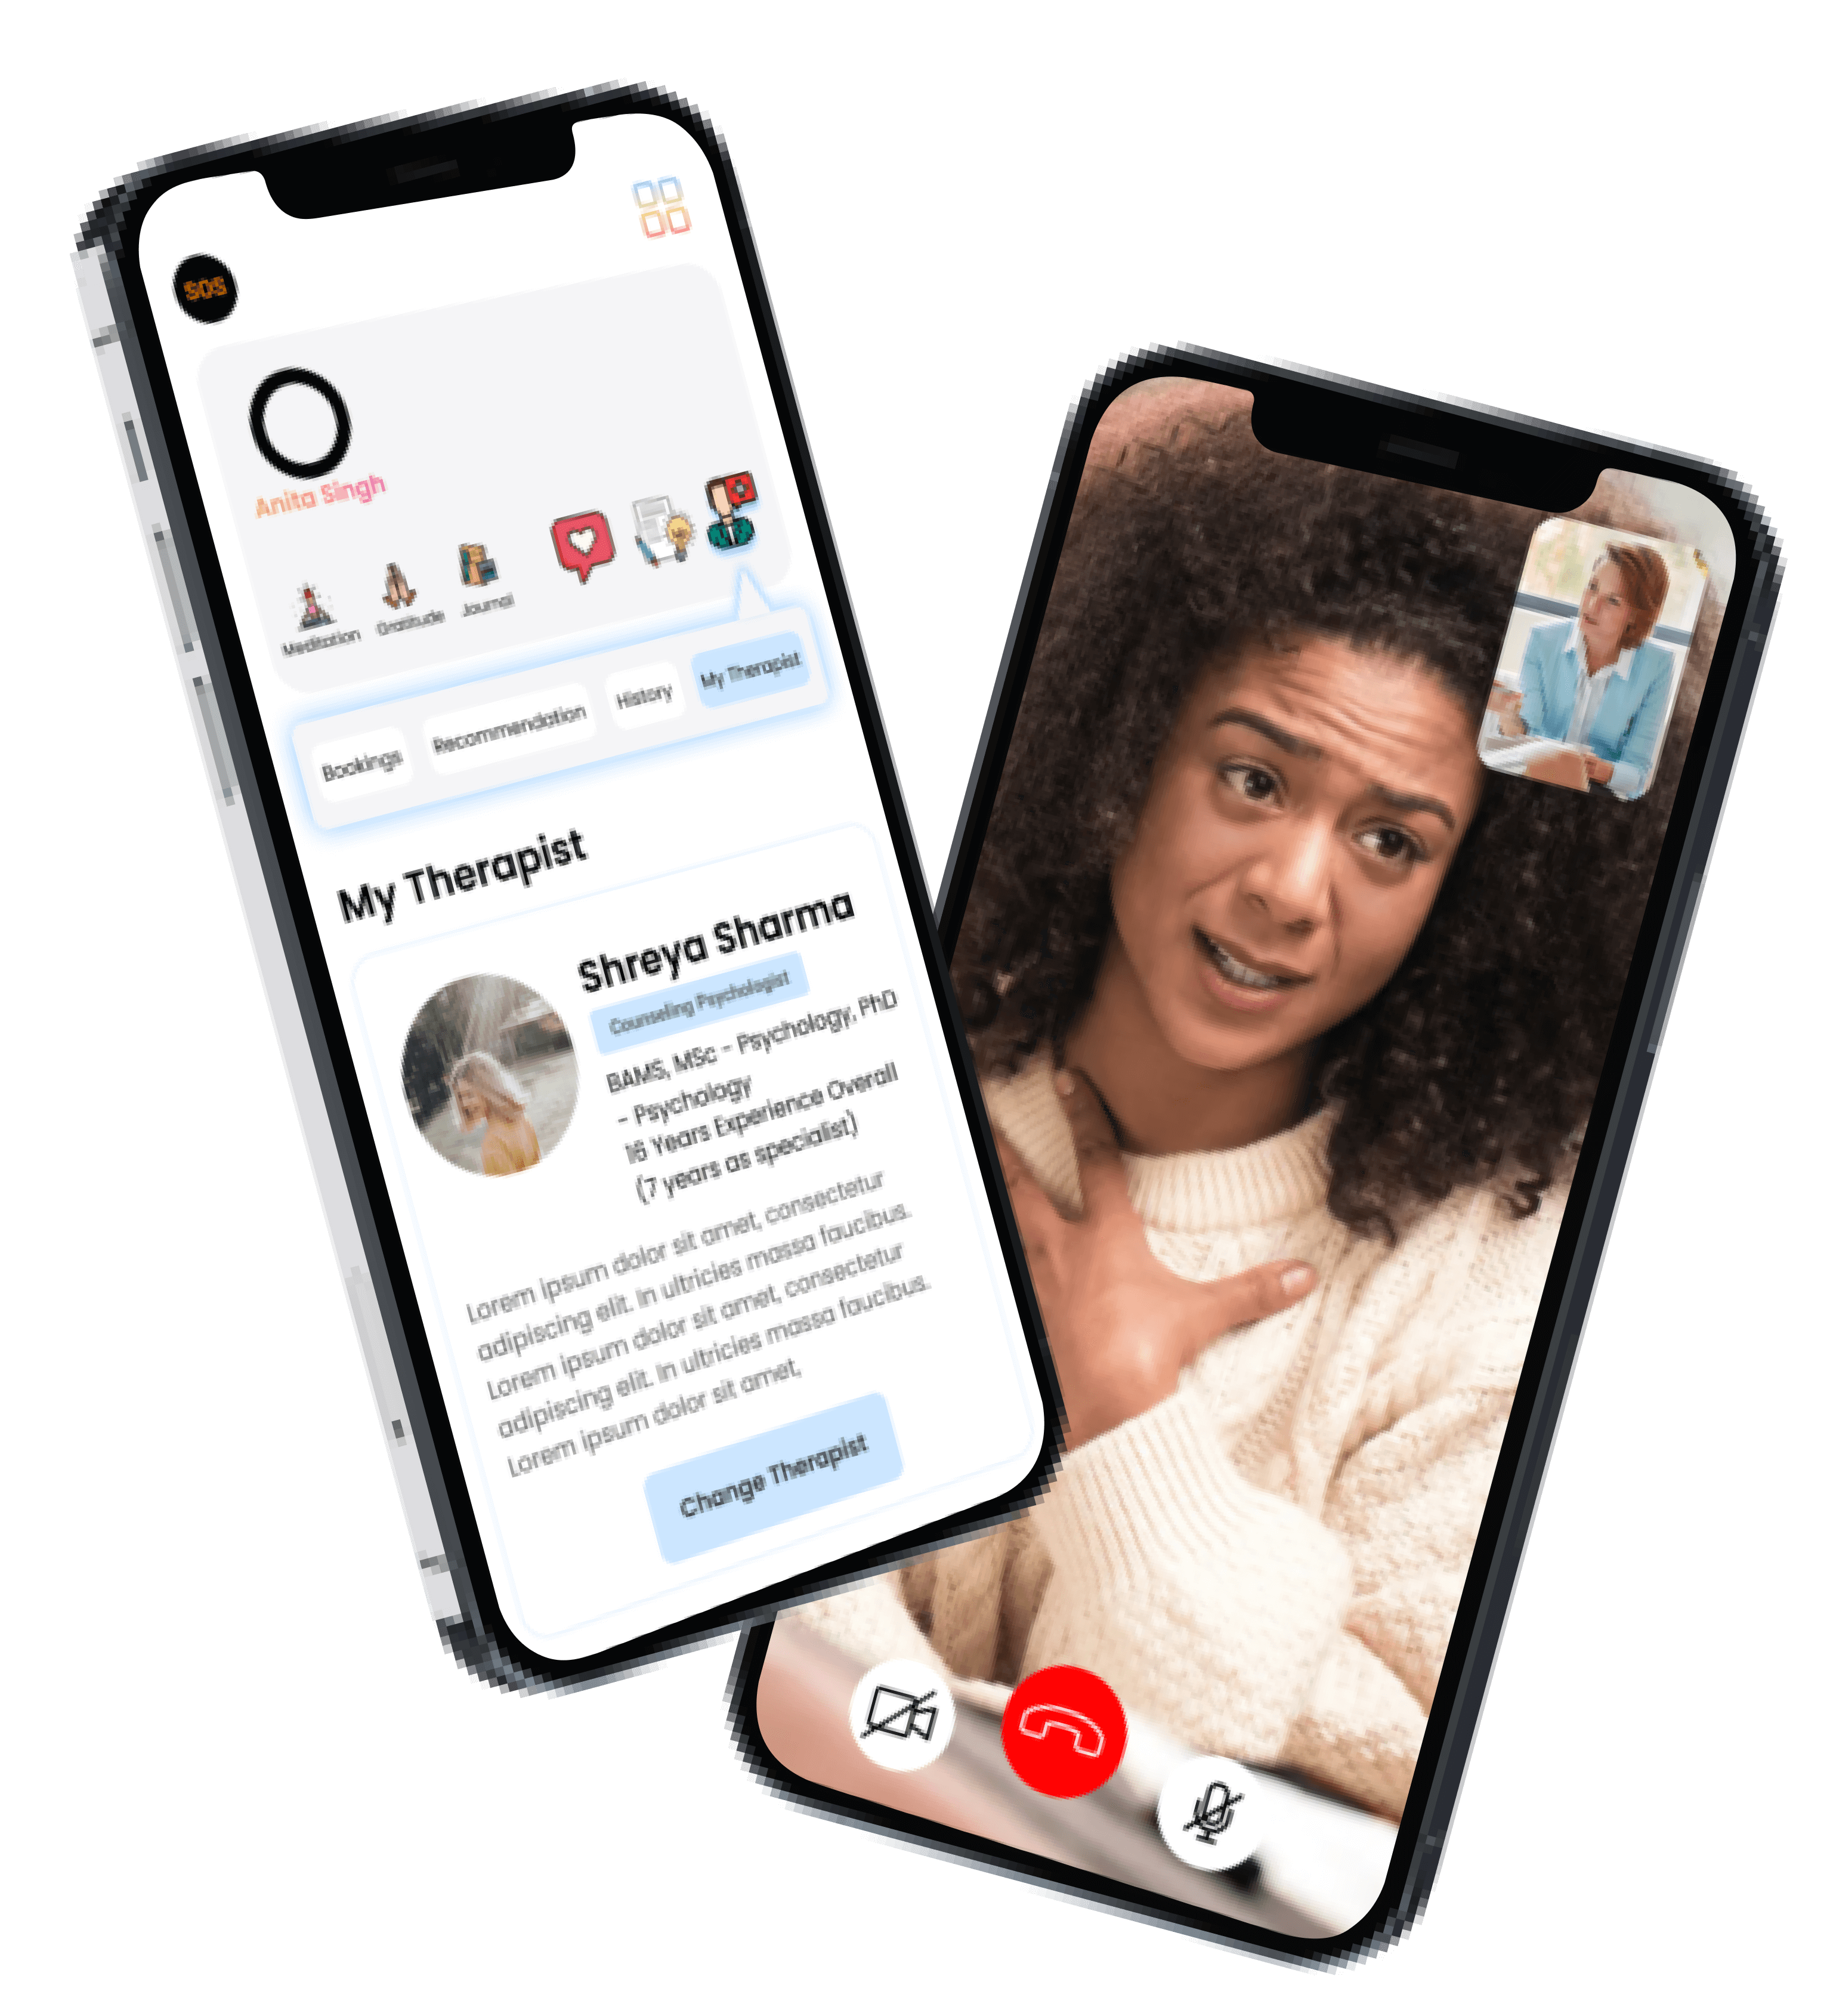 SOS
Anita Singh
Meditation
Gratitude
Journal
Bookings
Recommendation
History
My Therapist
My Therapist
Shreya Sharma
Counseling Psychologist
BAMS, MSc - Psychology, PhD
- Psychology
16 Years Experience Overall
(7 years as specialist)
Lorem ipsum dolor sit amet, consectetur
adipiscing elit. In ultricies massa faucibus.
Lorem ipsum dolor sit amet, consectetur
adipiscing elit. In ultricies massa faucibus.
Lorem ipsum dolor sit amet,
Change Therapist